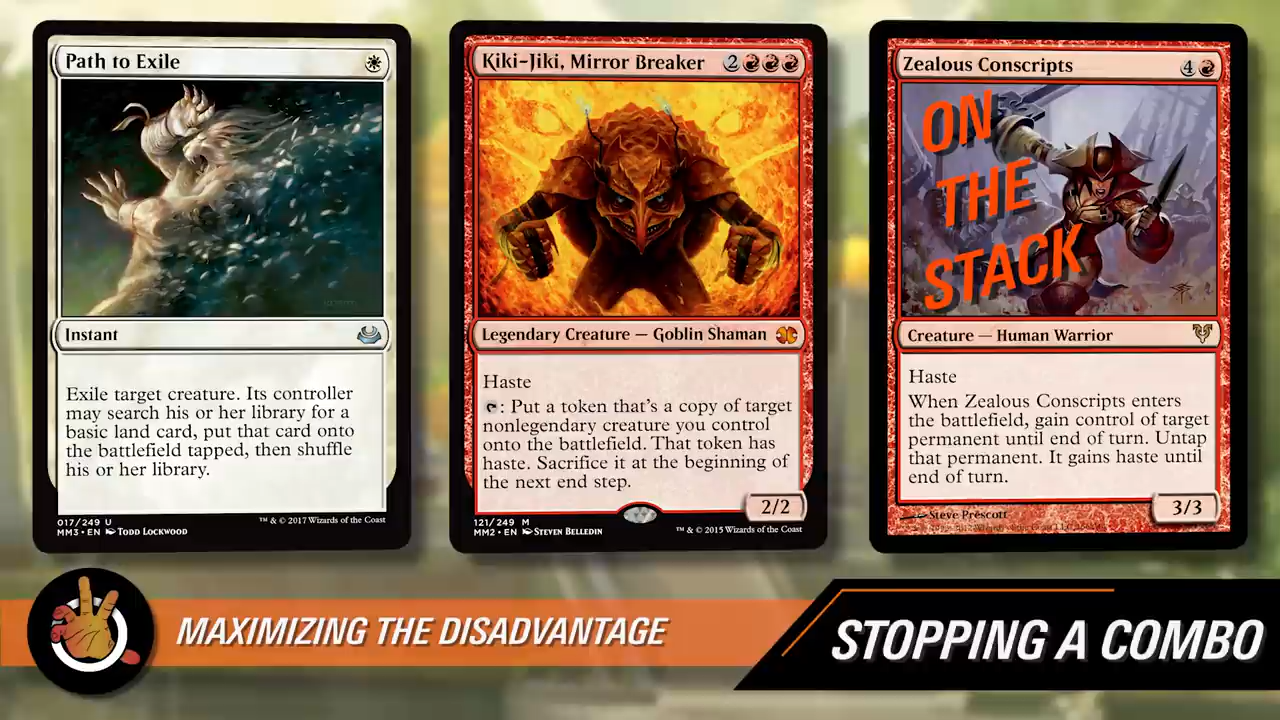 Path to Exile
Instant
Exile target creature. Its controller
may search his or her library for a
basic land card, put that card onto
the battlefield tapped, then shuffle
his or her library.
017/249 U
MM3 • EN Todd Lockwood
™ & © 2017 Wizards of the Coast
Kiki-Jiki, Mirror Breaker 2
Legendary Creature — Goblin Shaman
Haste
: Put a token that's a copy of target
nonlegendary creature you control
onto the battlefield. That token has
haste. Sacrifice it at the beginning of
the next end step.
2/2
121/249 M
MM2 • EN Steven Belledin
™ & © 2015 Wizards of the Coast
Zealous Conscripts 4
ON
THE
STACK
Creature — Human Warrior
Haste
When Zealous Conscripts enters
the battlefield, gain control of target
permanent until end of turn. Untap
that permanent. It gains haste until
end of turn.
Steve Prescott
3/3
MAXIMIZING THE DISADVANTAGE
STOPPING A COMBO